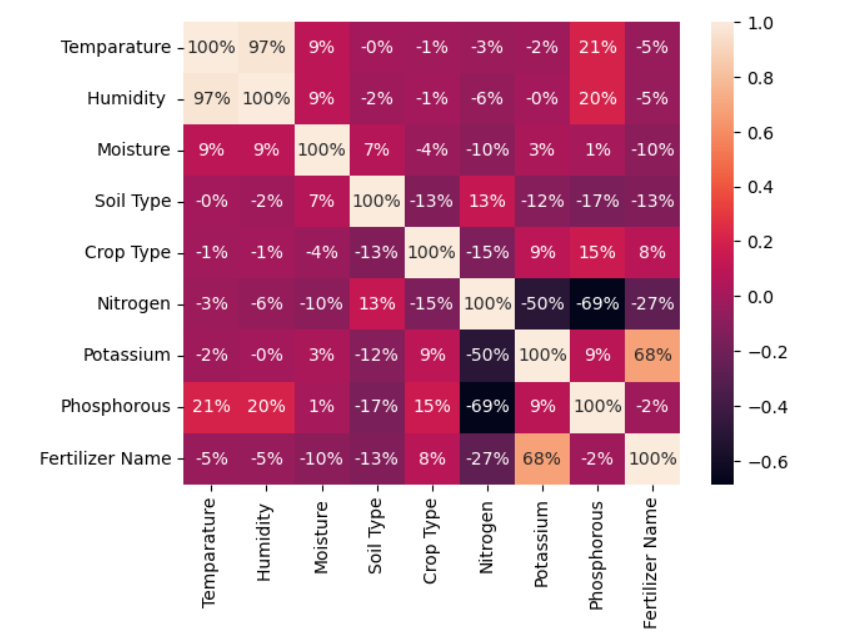 Temparature 100% 97% 9% -0% -1% -3% -2% 21% -5%
Humidity 97% 100% 9% -2% -1% -6% -0% 20% -5%
Moisture 9% 9% 100% 7% -4% -10% 3% 1% -10%
Soil Type -0% -2% 7% 100% -13% 13% -12% -17% -13%
Crop Type -1% -1% -4% -13% 100% -15% 9% 15% 8%
Nitrogen -3% -6% -10% 13% -15% 100% -50% -69% -27%
Potassium -2% -0% 3% -12% 9% -50% 100% 9% 68%
Phosphorous 21% 20% 1% -17% 15% -69% 9% 100% -2%
Fertilizer Name -5% -5% -10% -13% 8% -27% 68% -2% 100%
Temparature
Humidity
Moisture
Soil Type
Crop Type
Nitrogen
Potassium
Phosphorous
Fertilizer Name
1.0
0.8
0.6
0.4
0.2
0.0
−0.2
−0.4
−0.6